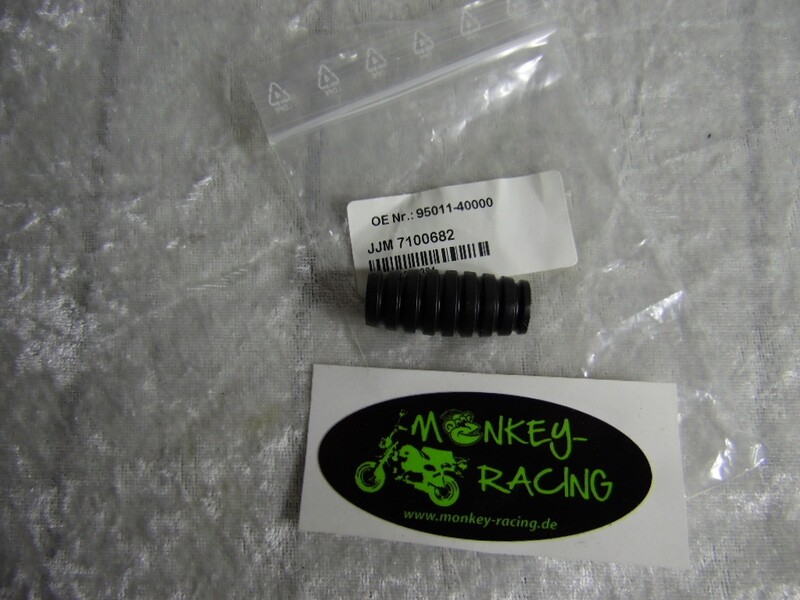 OE Nr.: 95011-40000
JJM 7100682
MONKEY-
RACING
www.monkey-racing.de